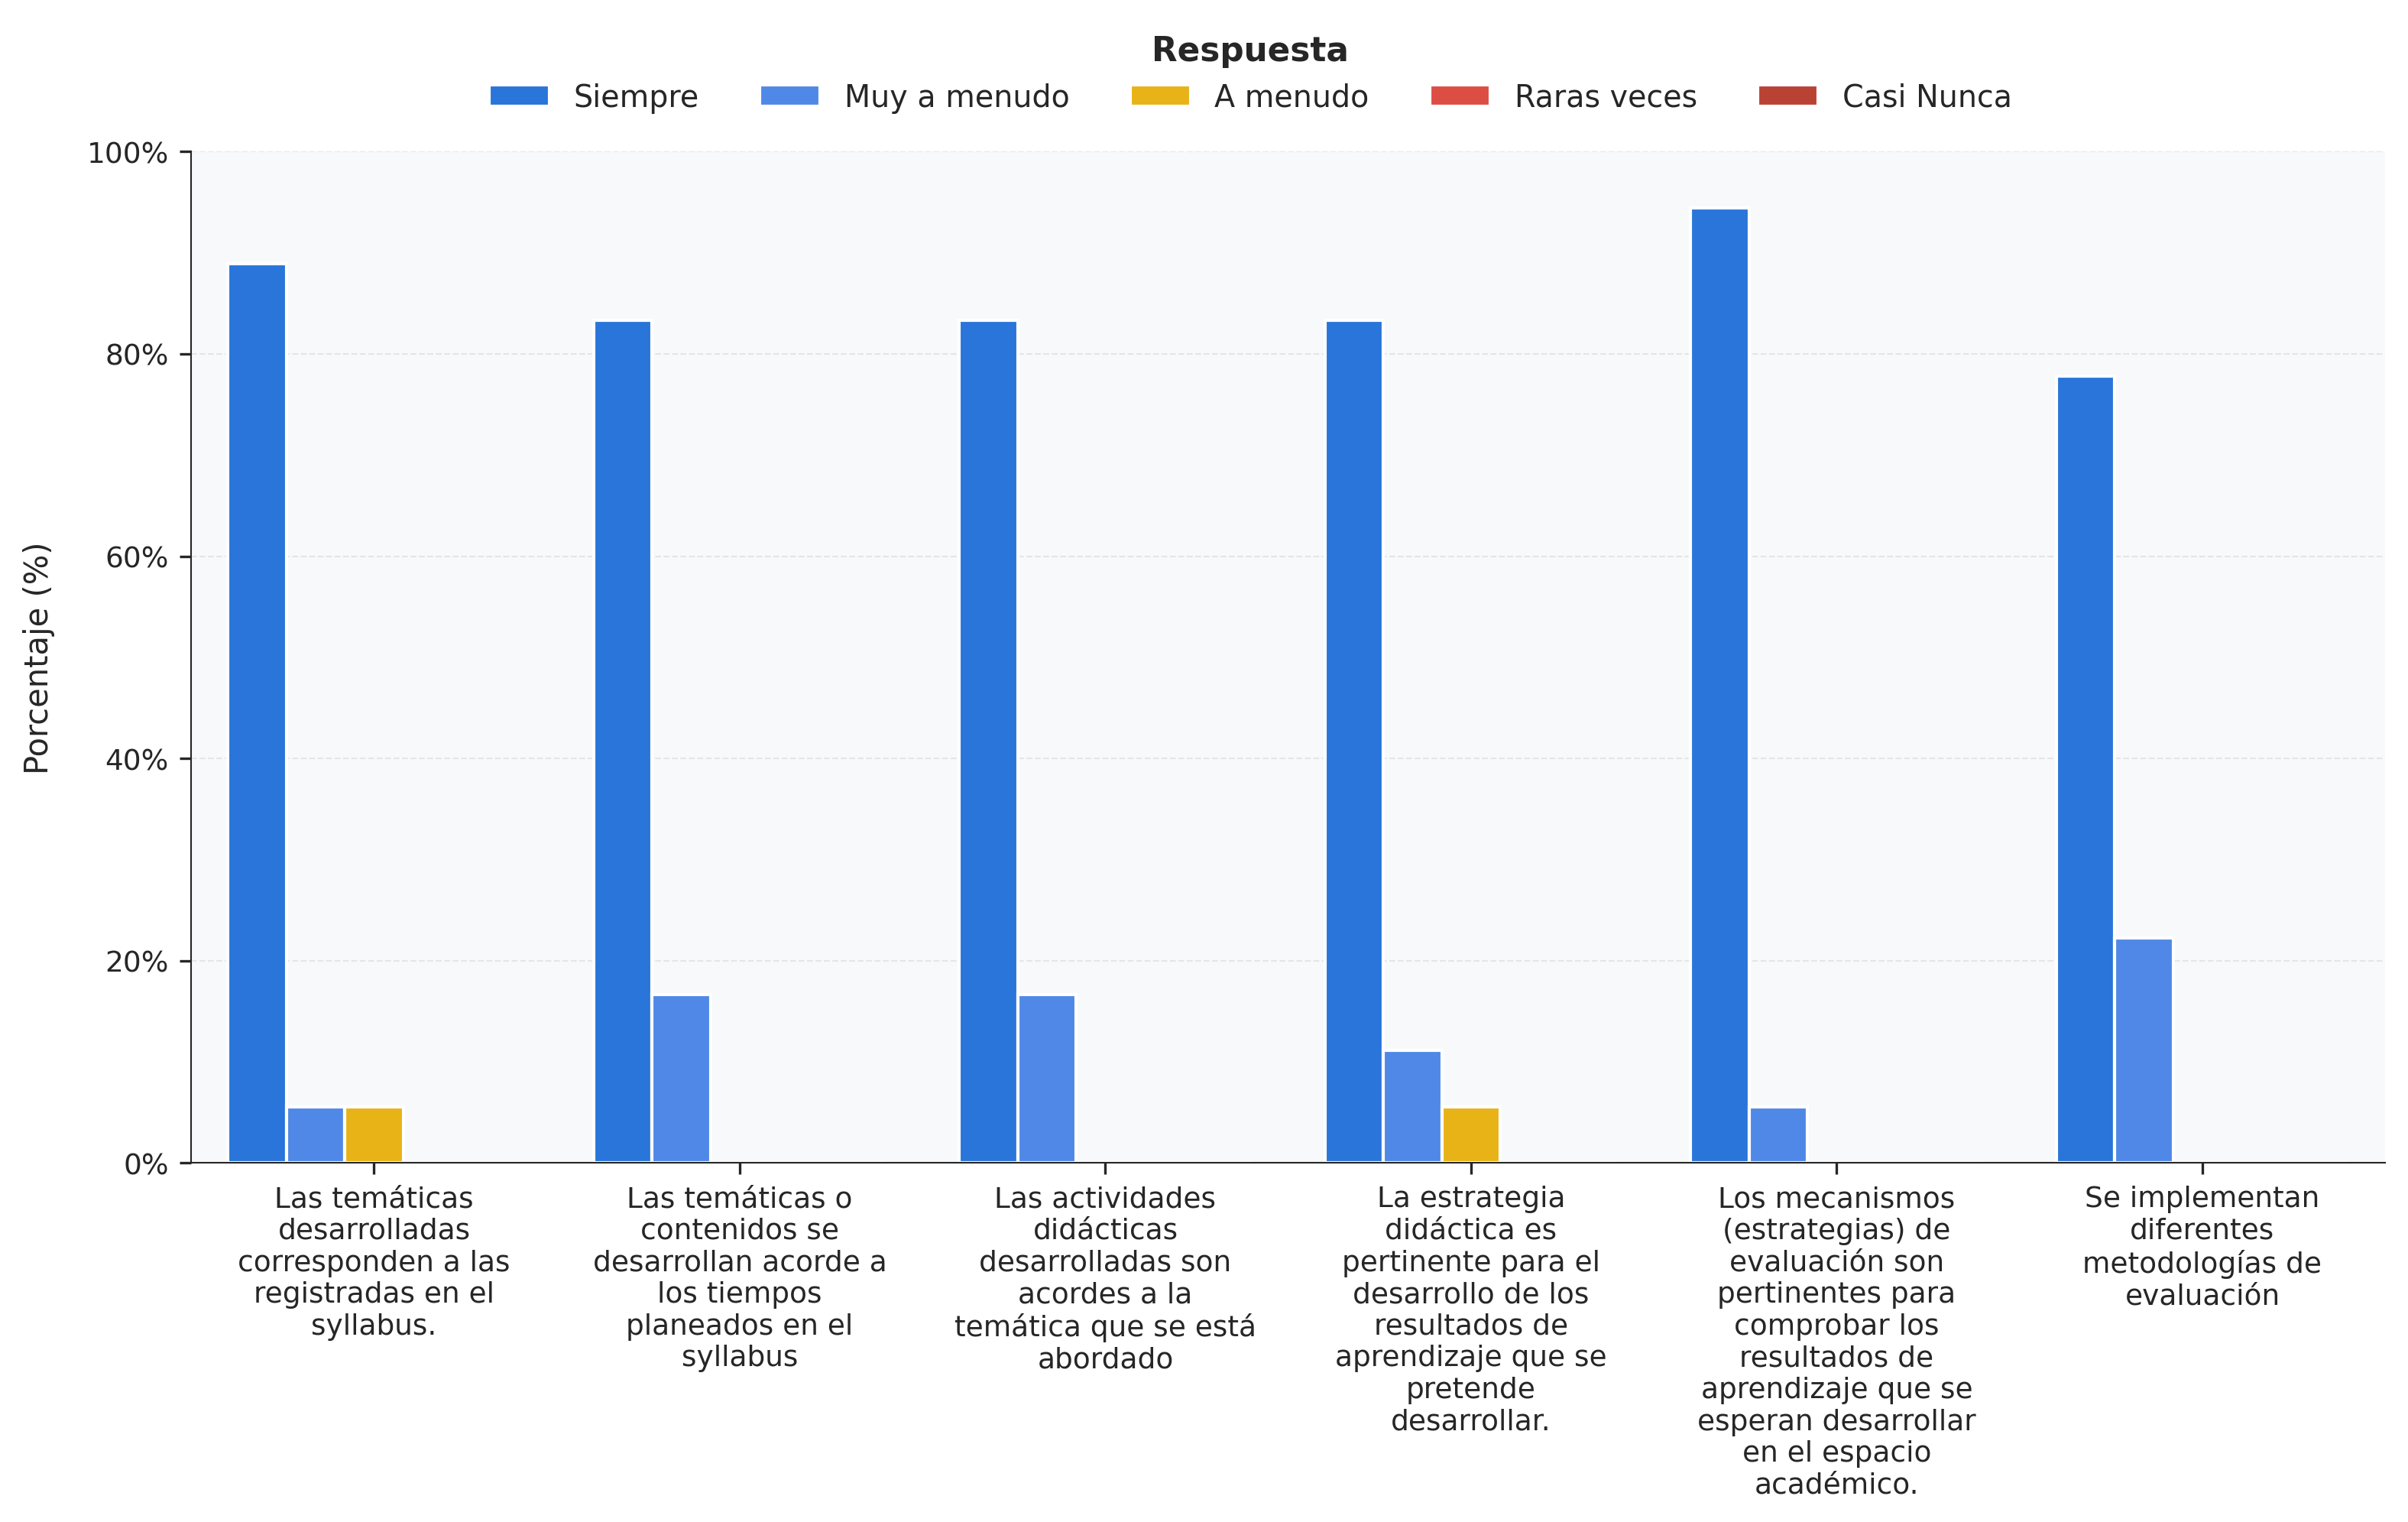 Respuesta
Siempre Muy a menudo A menudo Raras veces Casi Nunca
Porcentaje (%)
100%
80%
60%
40%
20%
0%
Las temáticas
desarrolladas
corresponden a las
registradas en el
syllabus.
Las temáticas o
contenidos se
desarrollan acorde a
los tiempos
planeados en el
syllabus
Las actividades
didácticas
desarrolladas son
acordes a la
temática que se está
abordado
La estrategia
didáctica es
pertinente para el
desarrollo de los
resultados de
aprendizaje que se
pretende
desarrollar.
Los mecanismos
(estrategias) de
evaluación son
pertinentes para
comprobar los
resultados de
aprendizaje que se
esperan desarrollar
en el espacio
académico.
Se implementan
diferentes
metodologías de
evaluación